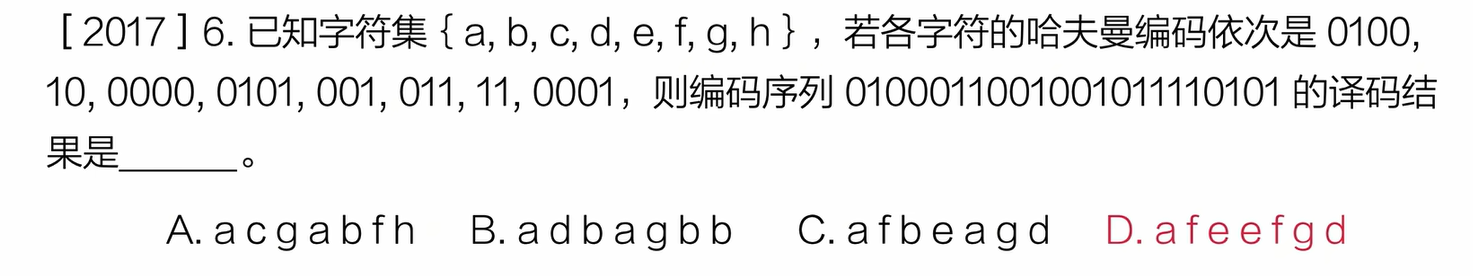 [ 2017 ] 6. 已知字符集 { a, b, c, d, e, f, g, h } ，若各字符的哈夫曼编码依次是 0100,
10, 0000, 0101, 001, 011, 11, 0001，则编码序列 0100011001001011110101 的译码结
果是______。
A. a c g a b f h B. a d b a g b b C. a f b e a g d D. a f e e f g d